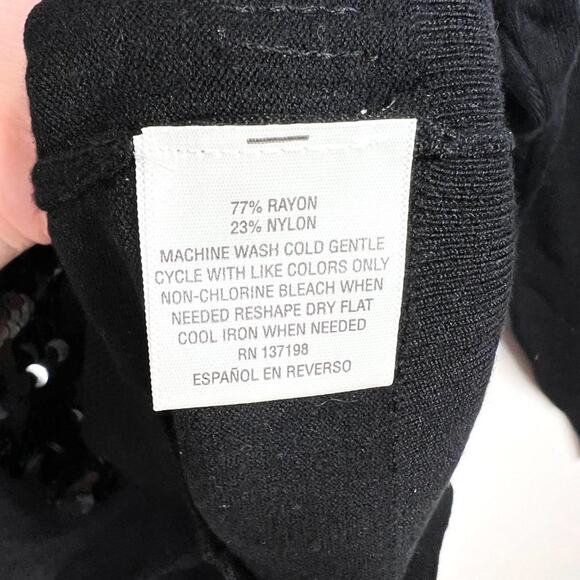 77% RAYON
23% NYLON
MACHINE WASH COLD GENTLE
CYCLE WITH LIKE COLORS ONLY
NON-CHLORINE BLEACH WHEN
NEEDED RESHAPE DRY FLAT
COOL IRON WHEN NEEDED
RN 137198
ESPAÑOL EN REVERSO